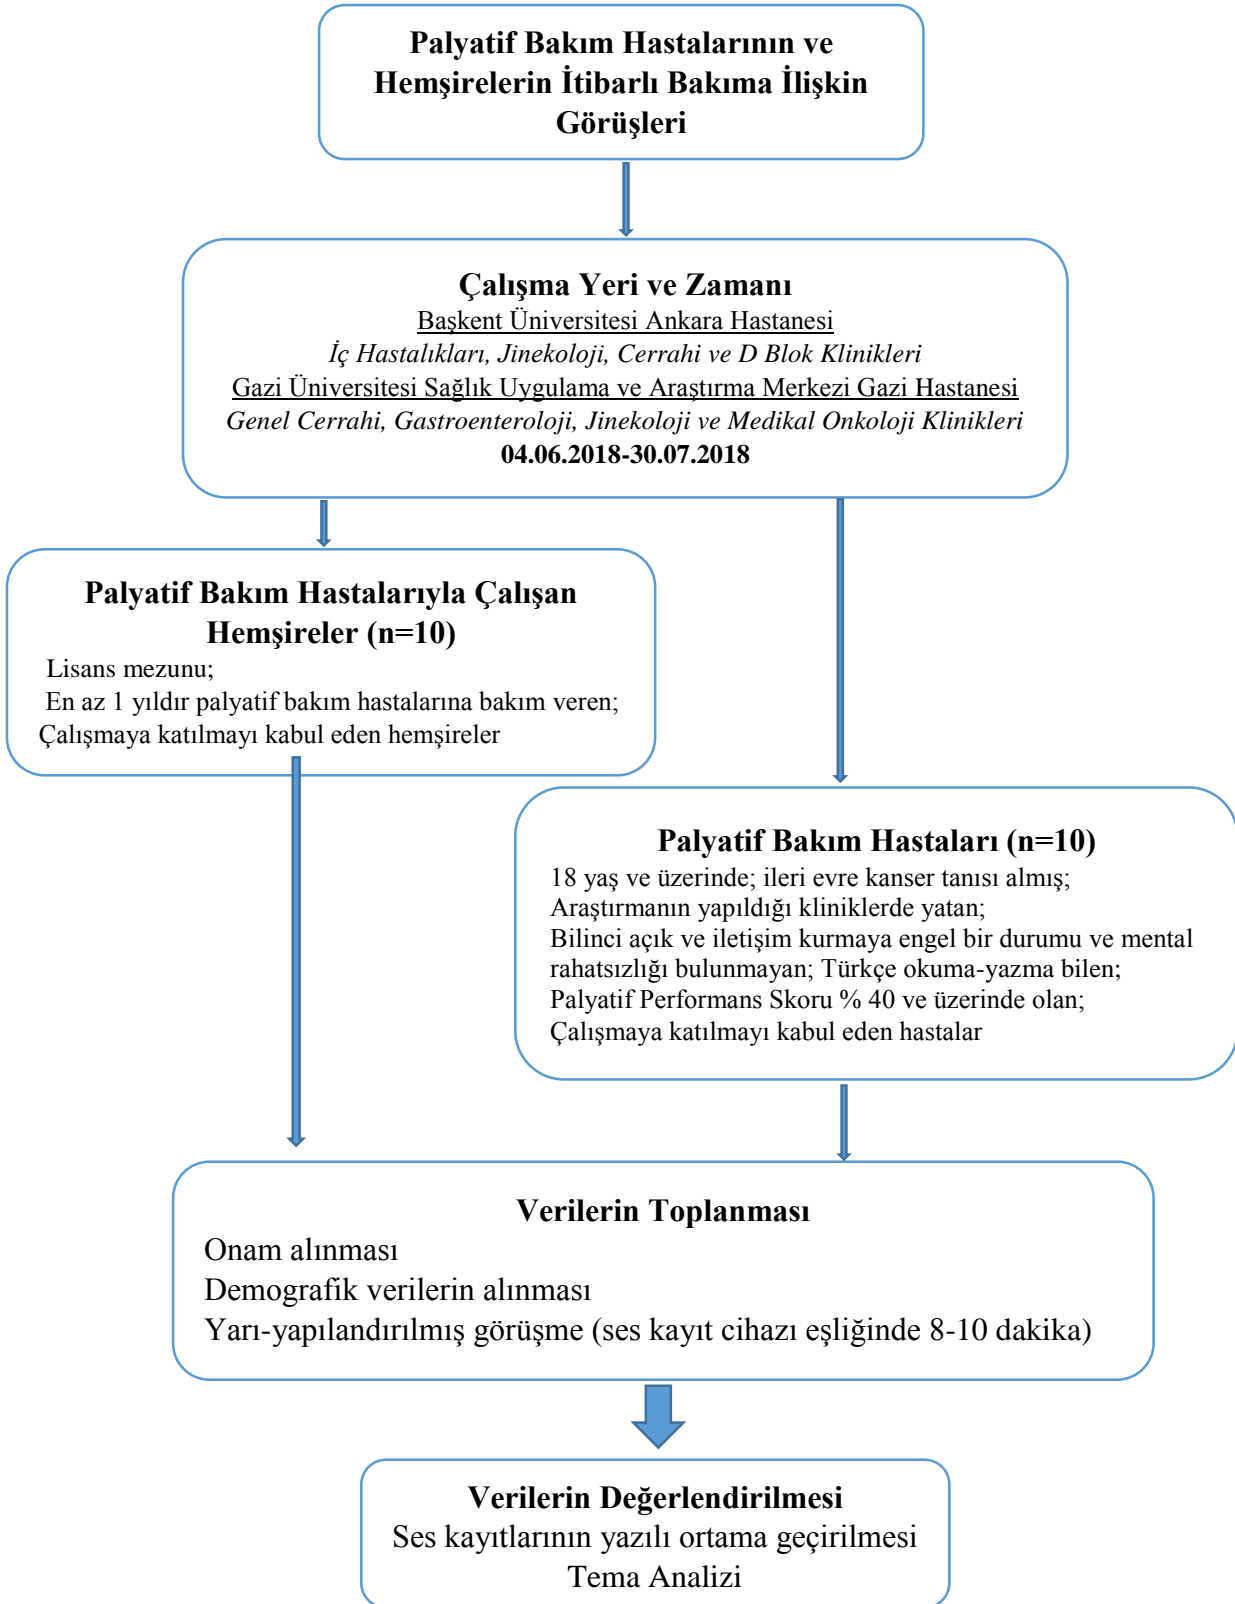 Palyatif Bakım Hastalarının ve
Hemşirelerin İtibarlı Bakıma İlişkin
Görüşleri
Çalışma Yeri ve Zamanı
Başkent Üniversitesi Ankara Hastanesi
İç Hastalıkları, Jinekoloji, Cerrahi ve D Blok Klinikleri
Gazi Üniversitesi Sağlık Uygulama ve Araştırma Merkezi Gazi Hastanesi
Genel Cerrahi, Gastroenteroloji, Jinekoloji ve Medikal Onkoloji Klinikleri
04.06.2018-30.07.2018
Palyatif Bakım Hastalarıyla Çalışan
Hemşireler (n=10)
Lisans mezunu;
En az 1 yıldır palyatif bakım hastalarına bakım veren;
Çalışmaya katılmayı kabul eden hemşireler
Palyatif Bakım Hastaları (n=10)
18 yaş ve üzerinde; ileri evre kanser tanısı almış;
Araştırmanın yapıldığı kliniklerde yatan;
Bilinci açık ve iletişim kurmaya engel bir durumu ve mental
rahatsızlığı bulunmayan; Türkçe okuma-yazma bilen;
Palyatif Performans Skoru % 40 ve üzerinde olan;
Çalışmaya katılmayı kabul eden hastalar
Verilerin Toplanması
Onam alınması
Demografik verilerin alınması
Yarı-yapılandırılmış görüşme (ses kayıt cihazı eşliğinde 8-10 dakika)
Verilerin Değerlendirilmesi
Ses kayıtlarının yazılı ortama geçirilmesi
Tema Analizi